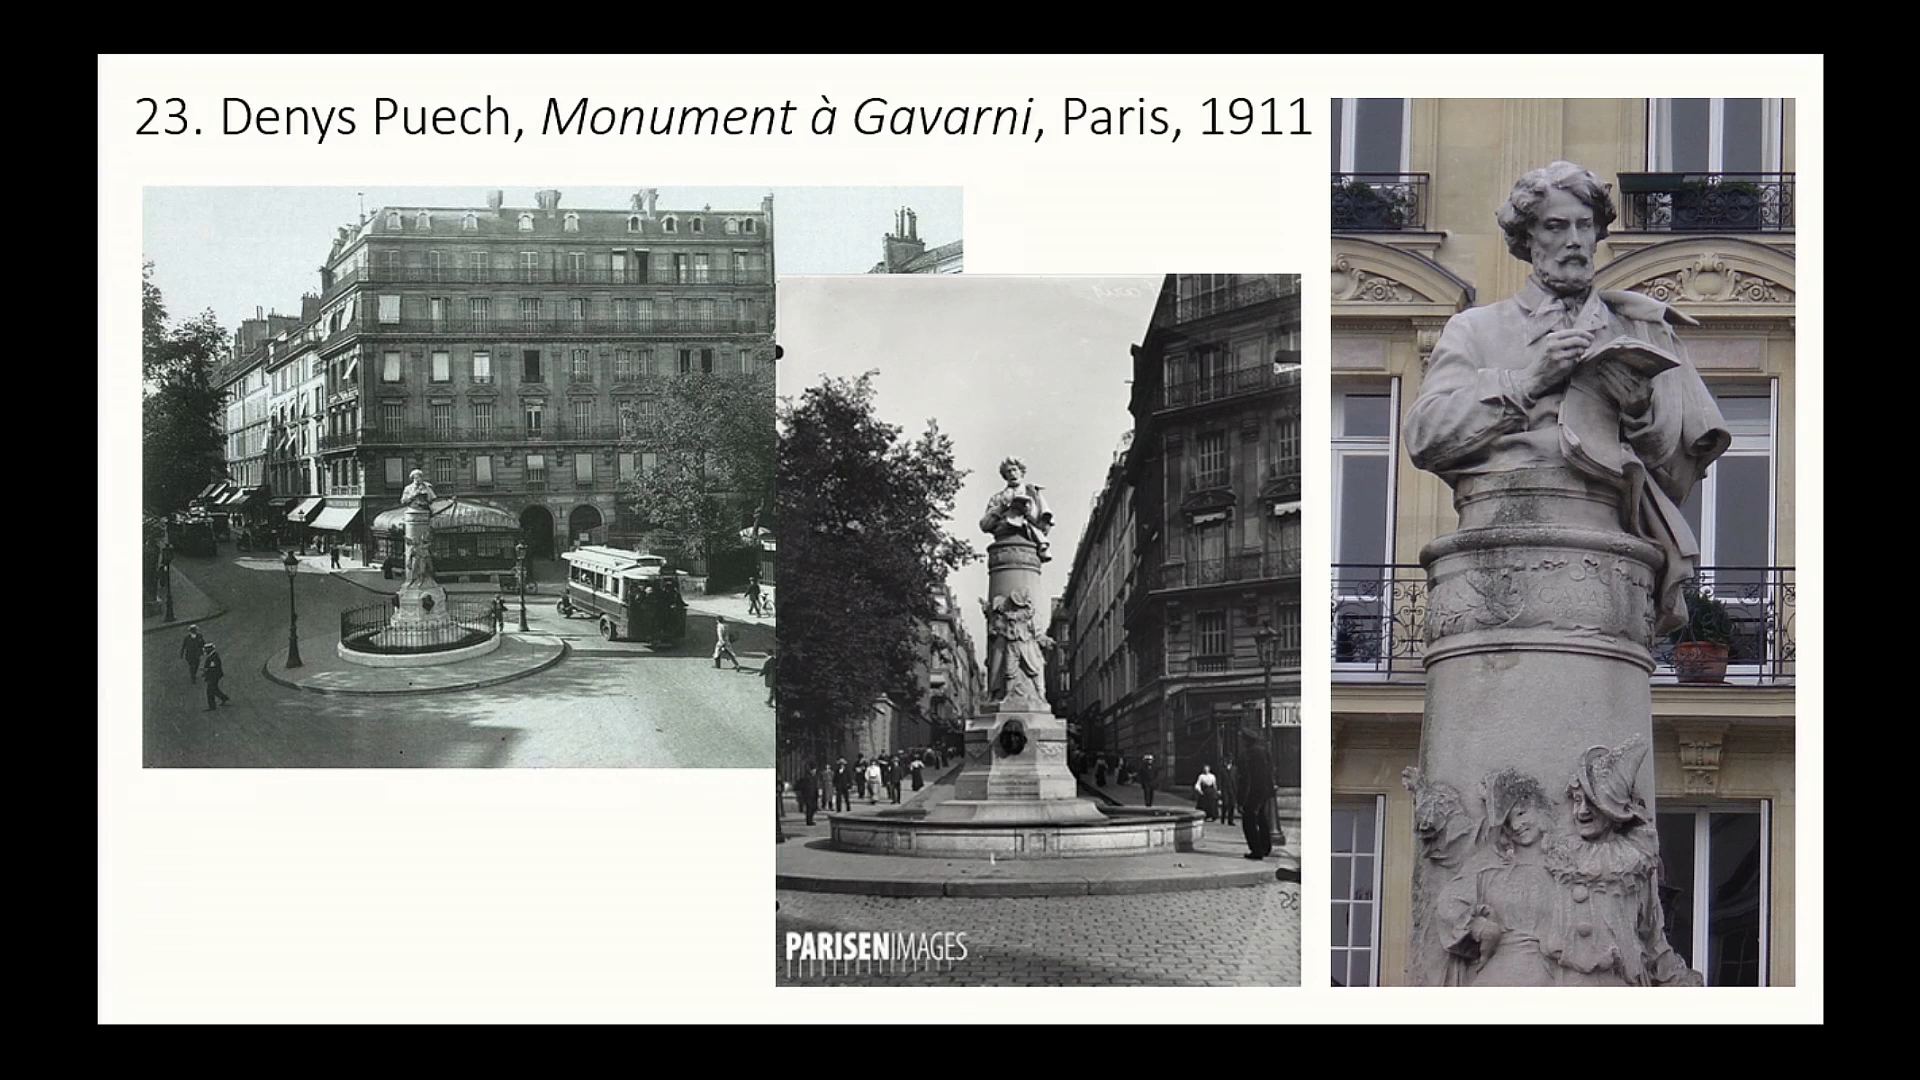 23. Denys Puech, Monument à Gavarni, Paris, 1911
PARISENIMAGES